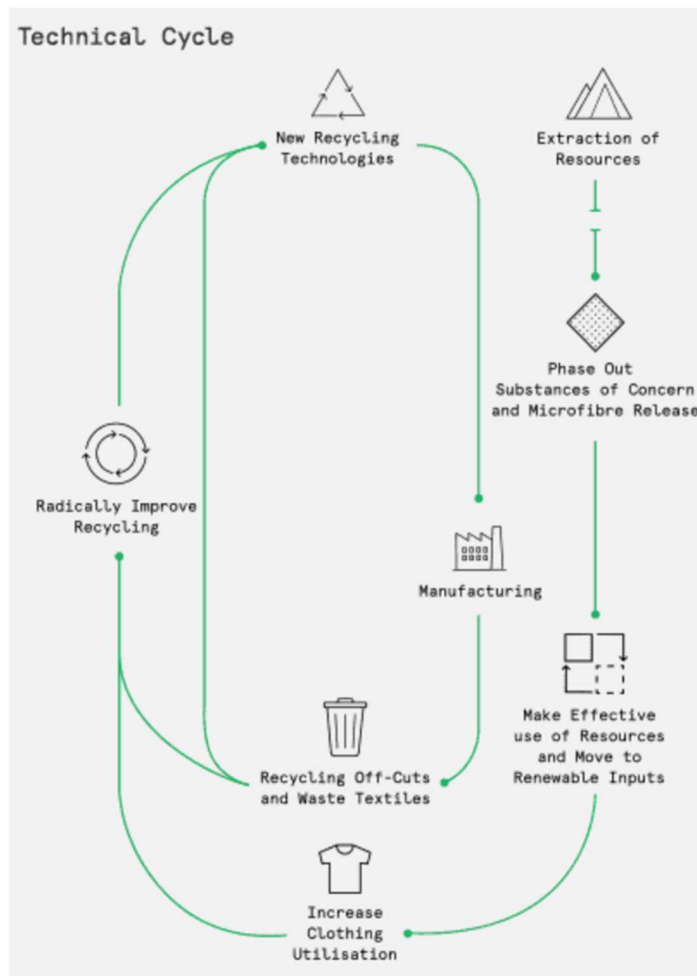 Technical Cycle
New Recycling
Technologies
Extraction of
Resources
Phase Out
Substances of Concern
and Microfibre Release
Radically Improve
Recycling
Manufacturing
Make Effective
use of Resources
and Move to
Renewable Inputs
Recycling Off-Cuts
and Waste Textiles
Increase
Clothing
Utilisation